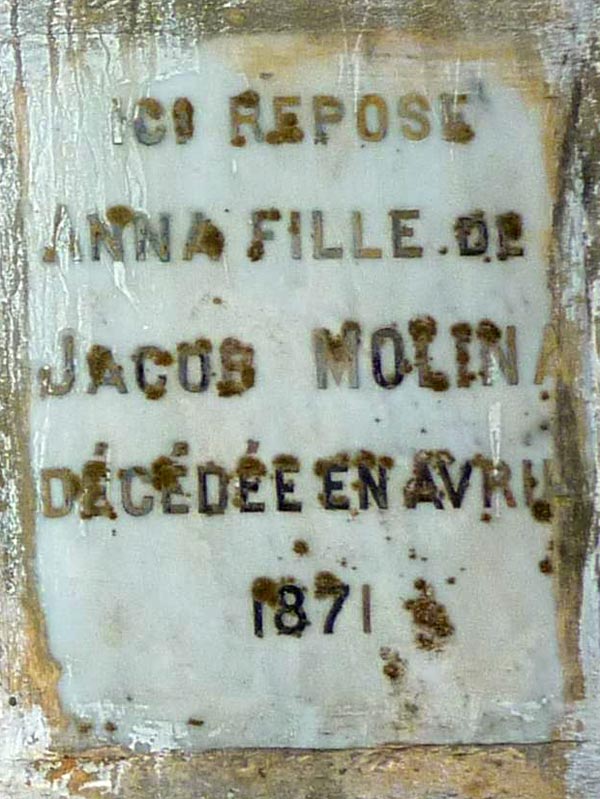 ICI REPOSE
ANNA FILLE DE
JACOB MOLINA
DÉCÉDÉE EN AVRIL
1871